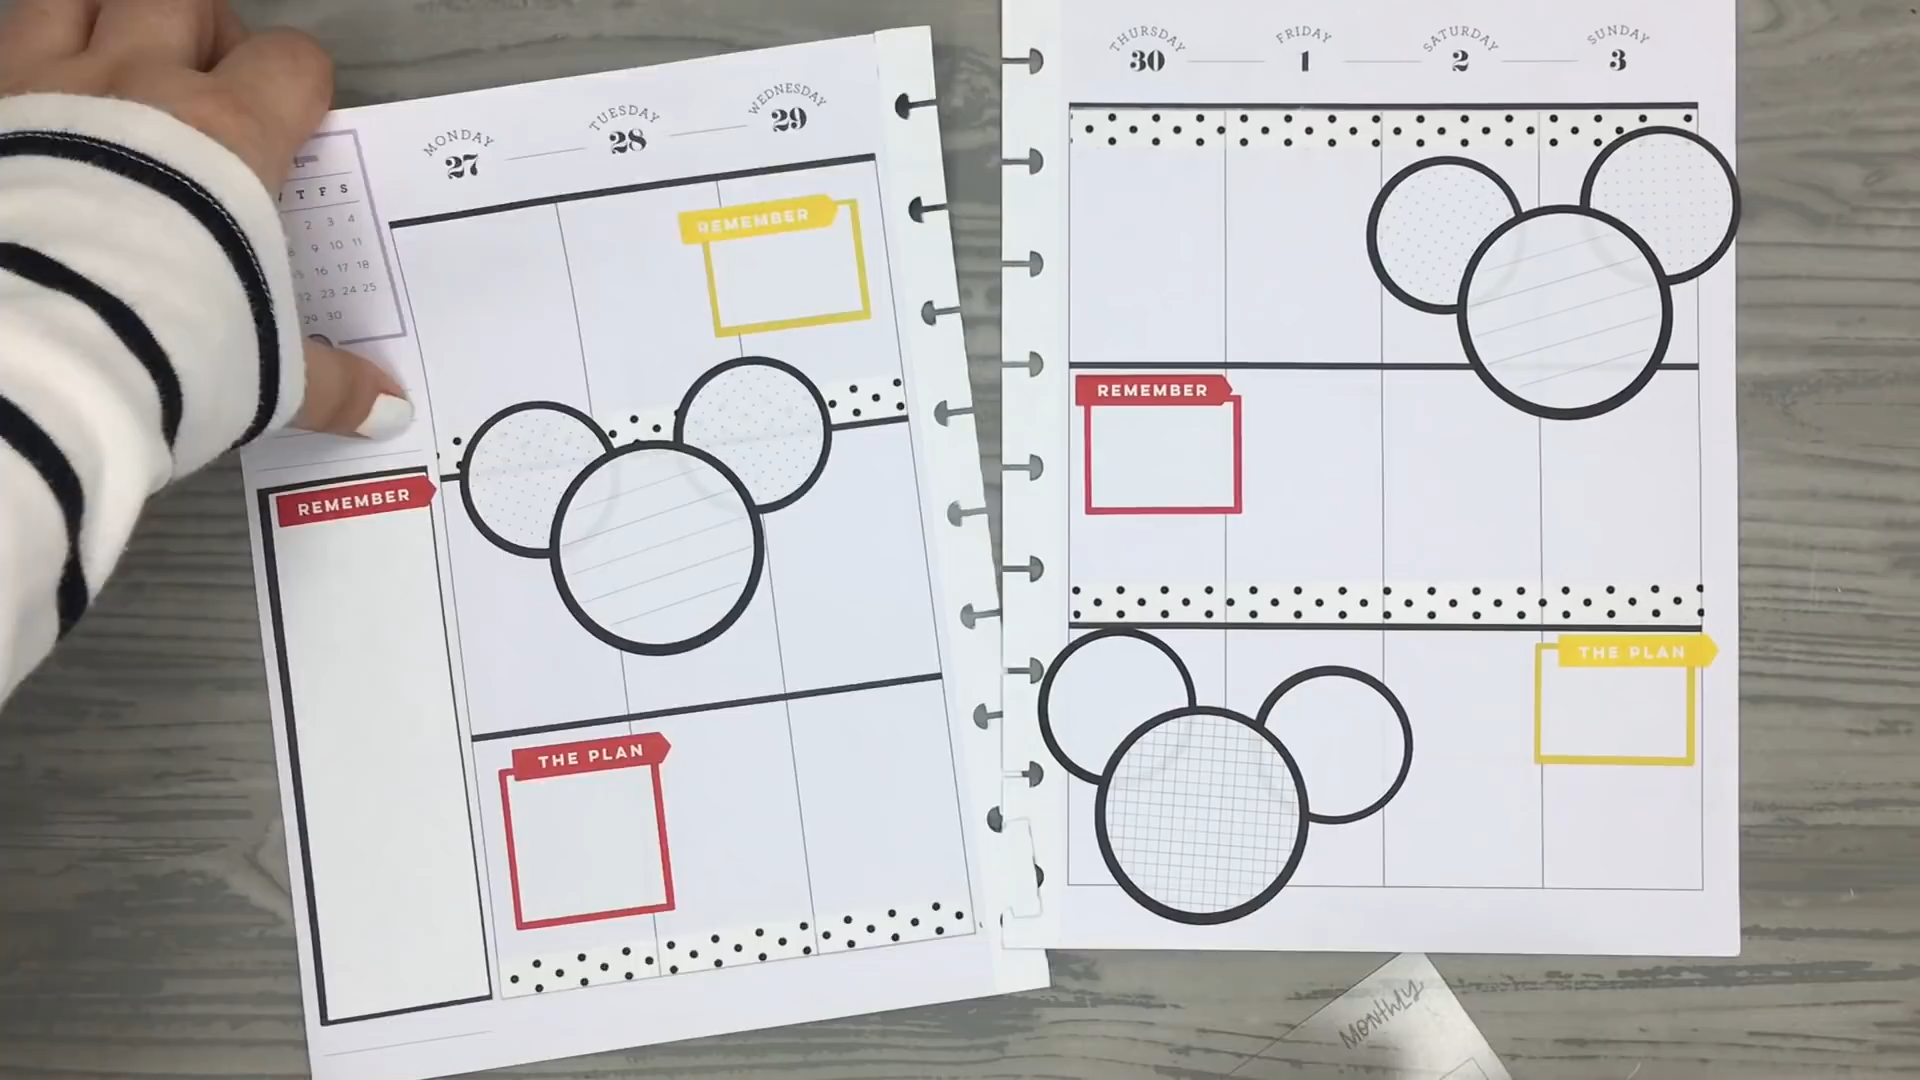 MONDAY
27
TUESDAY
28
WEDNESDAY
29
THURSDAY
30
FRIDAY
1
SATURDAY
2
SUNDAY
3
T F S
2 3 4
9 10 11
16 17 18
23 24 25
29 30
REMEMBER
REMEMBER
THE PLAN
REMEMBER
THE PLAN
MONTHLY